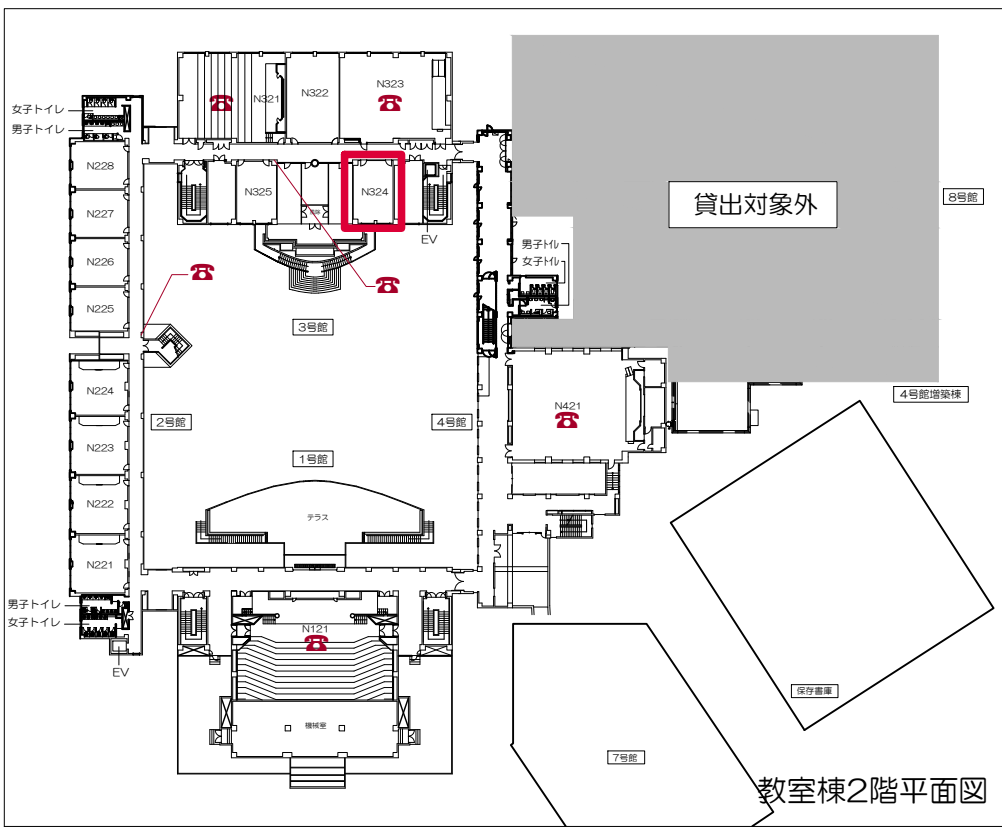 女子トイレ
男子トイレ
N321
N322
N323
N228
N227
N226
N225
N224
N223
N222
N221
N325
N324
EV
貸出対象外
8号館
男子トイレ
女子トイレ
3号館
2号館
4号館
1号館
N421
4号館増築棟
テラス
男子トイレ
女子トイレ
EV
N121
機械室
保存書庫
7号館
教室棟2階平面図